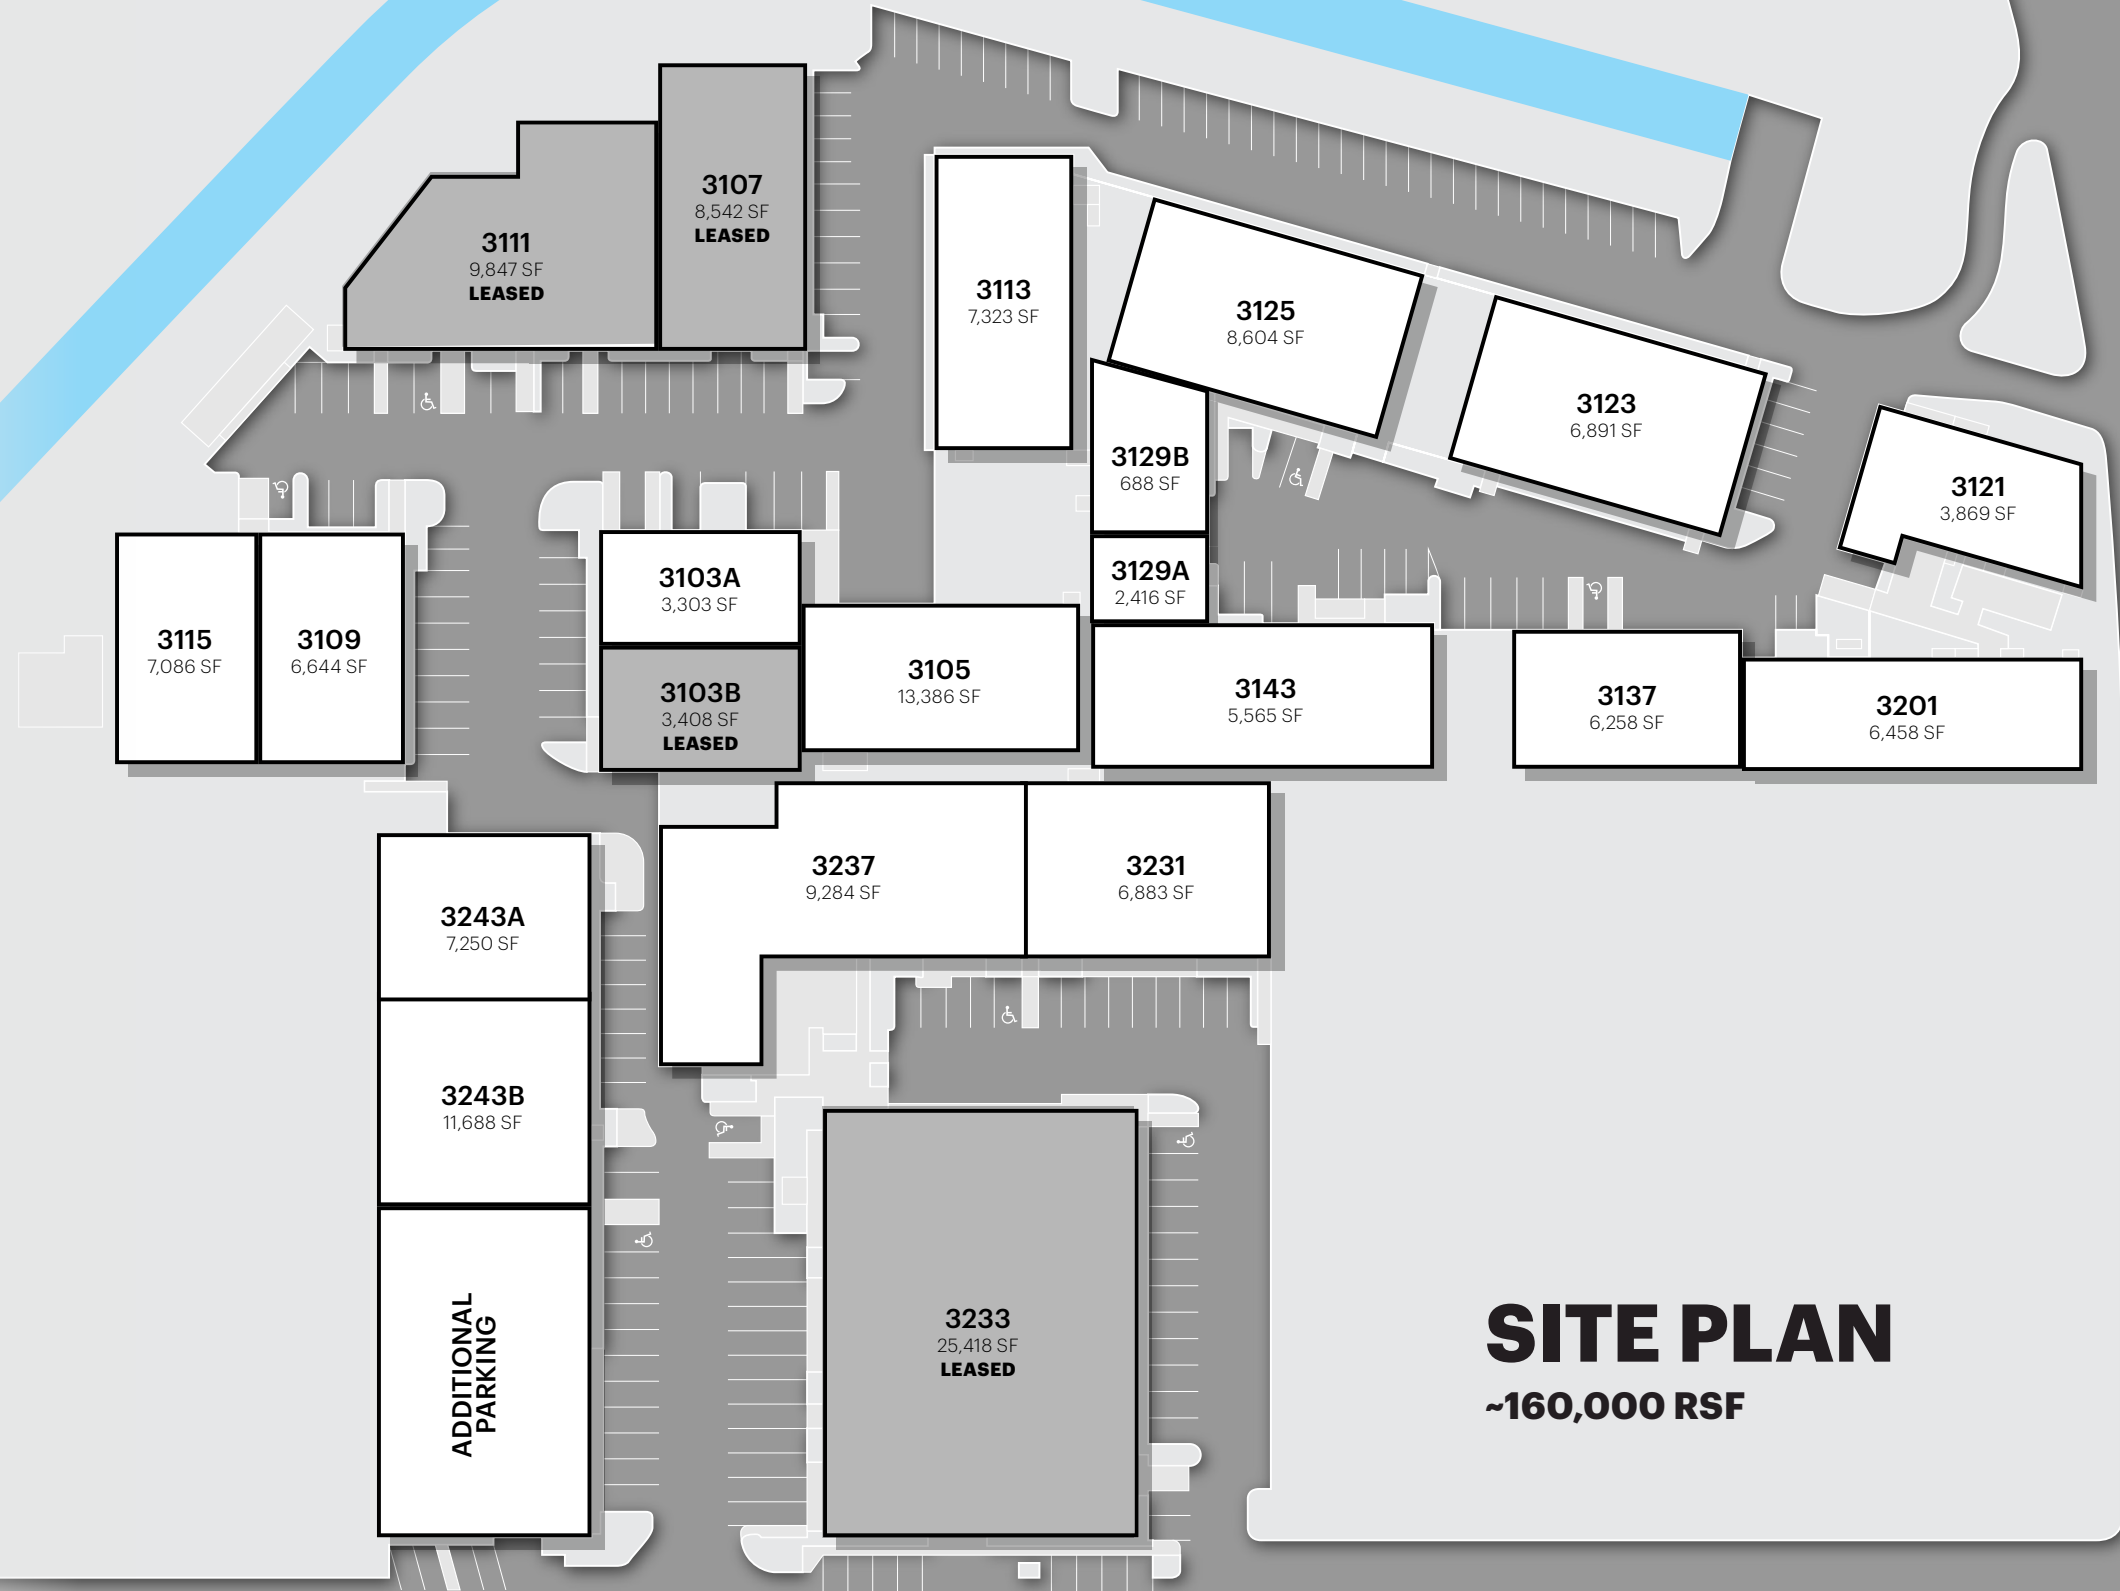 3107
8,542 SF
LEASED
3111
9,847 SF
LEASED
3113
7,323 SF
3125
8,604 SF
3123
6,891 SF
3129B
688 SF
3121
3,869 SF
3103A
3,303 SF
3129A
2,416 SF
3115
7,086 SF
3109
6,644 SF
3103B
3,408 SF
LEASED
3105
13,386 SF
3143
5,565 SF
3137
6,258 SF
3201
6,458 SF
3237
9,284 SF
3231
6,883 SF
3243A
7,250 SF
3243B
11,688 SF
ADDITIONAL
PARKING
3233
25,418 SF
LEASED
SITE PLAN
~160,000 RSF